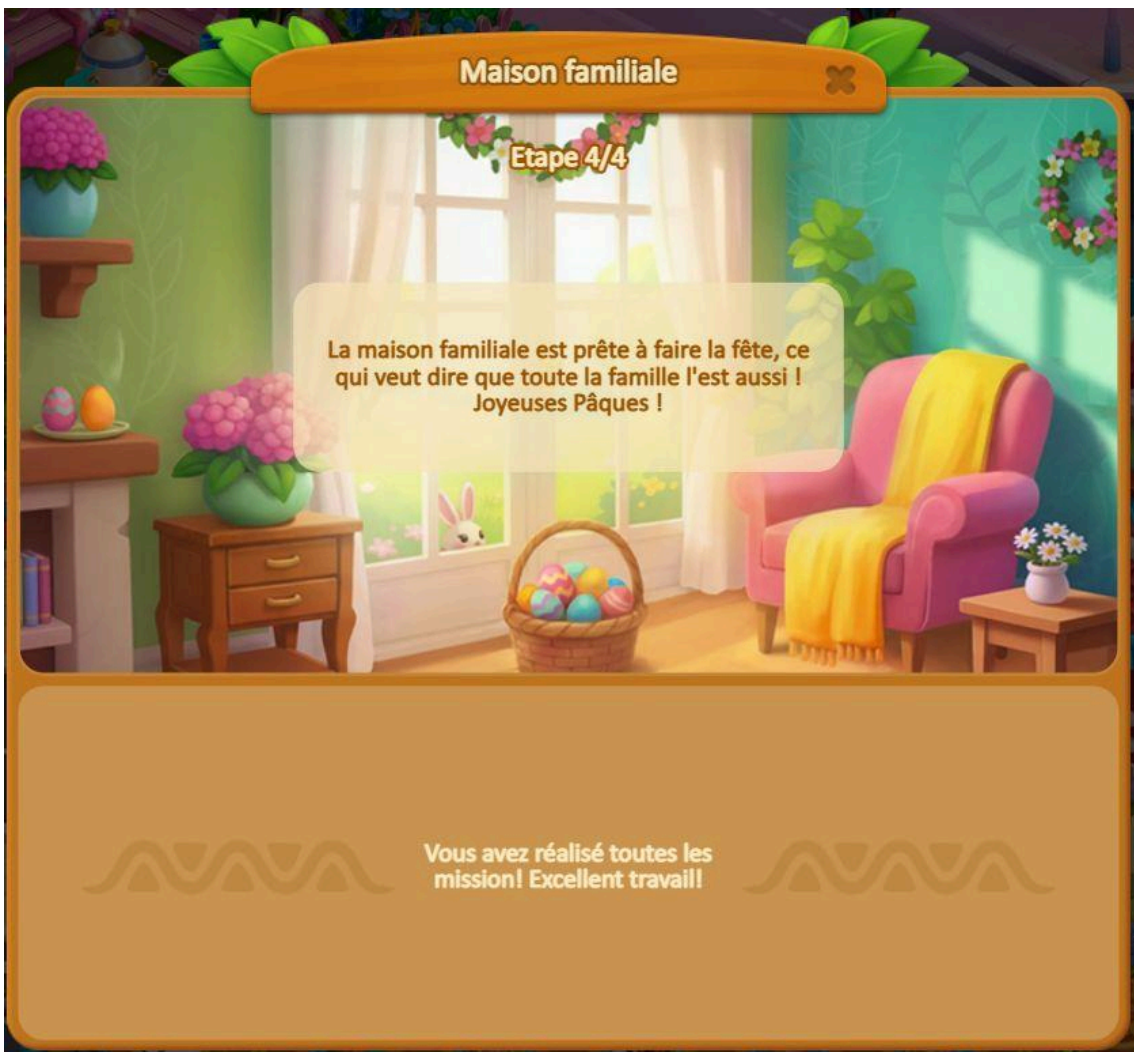 Maison familiale
Etape 4/4
La maison familiale est prête à faire la fête, ce
qui veut dire que toute la famille l'est aussi !
Joyeuses Pâques !
Vous avez réalisé toutes les
mission! Excellent travail!